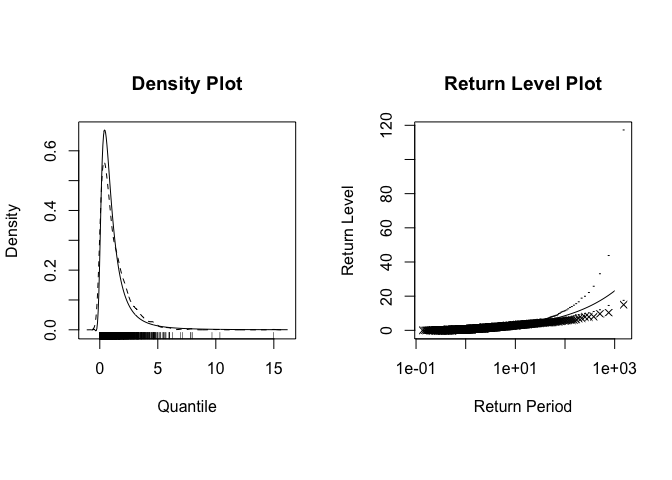 Density Plot
Density
0.0
0.2
0.4
0.6
0
5
10
15
Quantile
Return Level Plot
Return Level
0
20
40
60
80
120
1e-01
1e+01
1e+03
Return Period